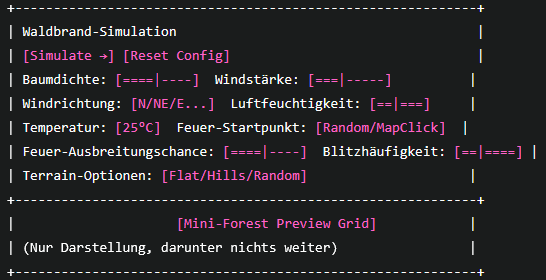 +----------------------------------------------------------+
| Waldbrand-Simulation |
| [Simulate →] [Reset Config] |
| Baumdichte: [====|----] Windstärke: [===|-----] |
| Windrichtung: [N/NE/E...] Luftfeuchtigkeit: [==|===] |
| Temperatur: [25°C] Feuer-Startpunkt: [Random/MapClick] |
| Feuer-Ausbreitungschance: [====|----] Blitzhäufigkeit: [==|====] |
| Terrain-Optionen: [Flat/Hills/Random] |
+----------------------------------------------------------+
| [Mini-Forest Preview Grid] |
| (Nur Darstellung, darunter nichts weiter) |
+----------------------------------------------------------+